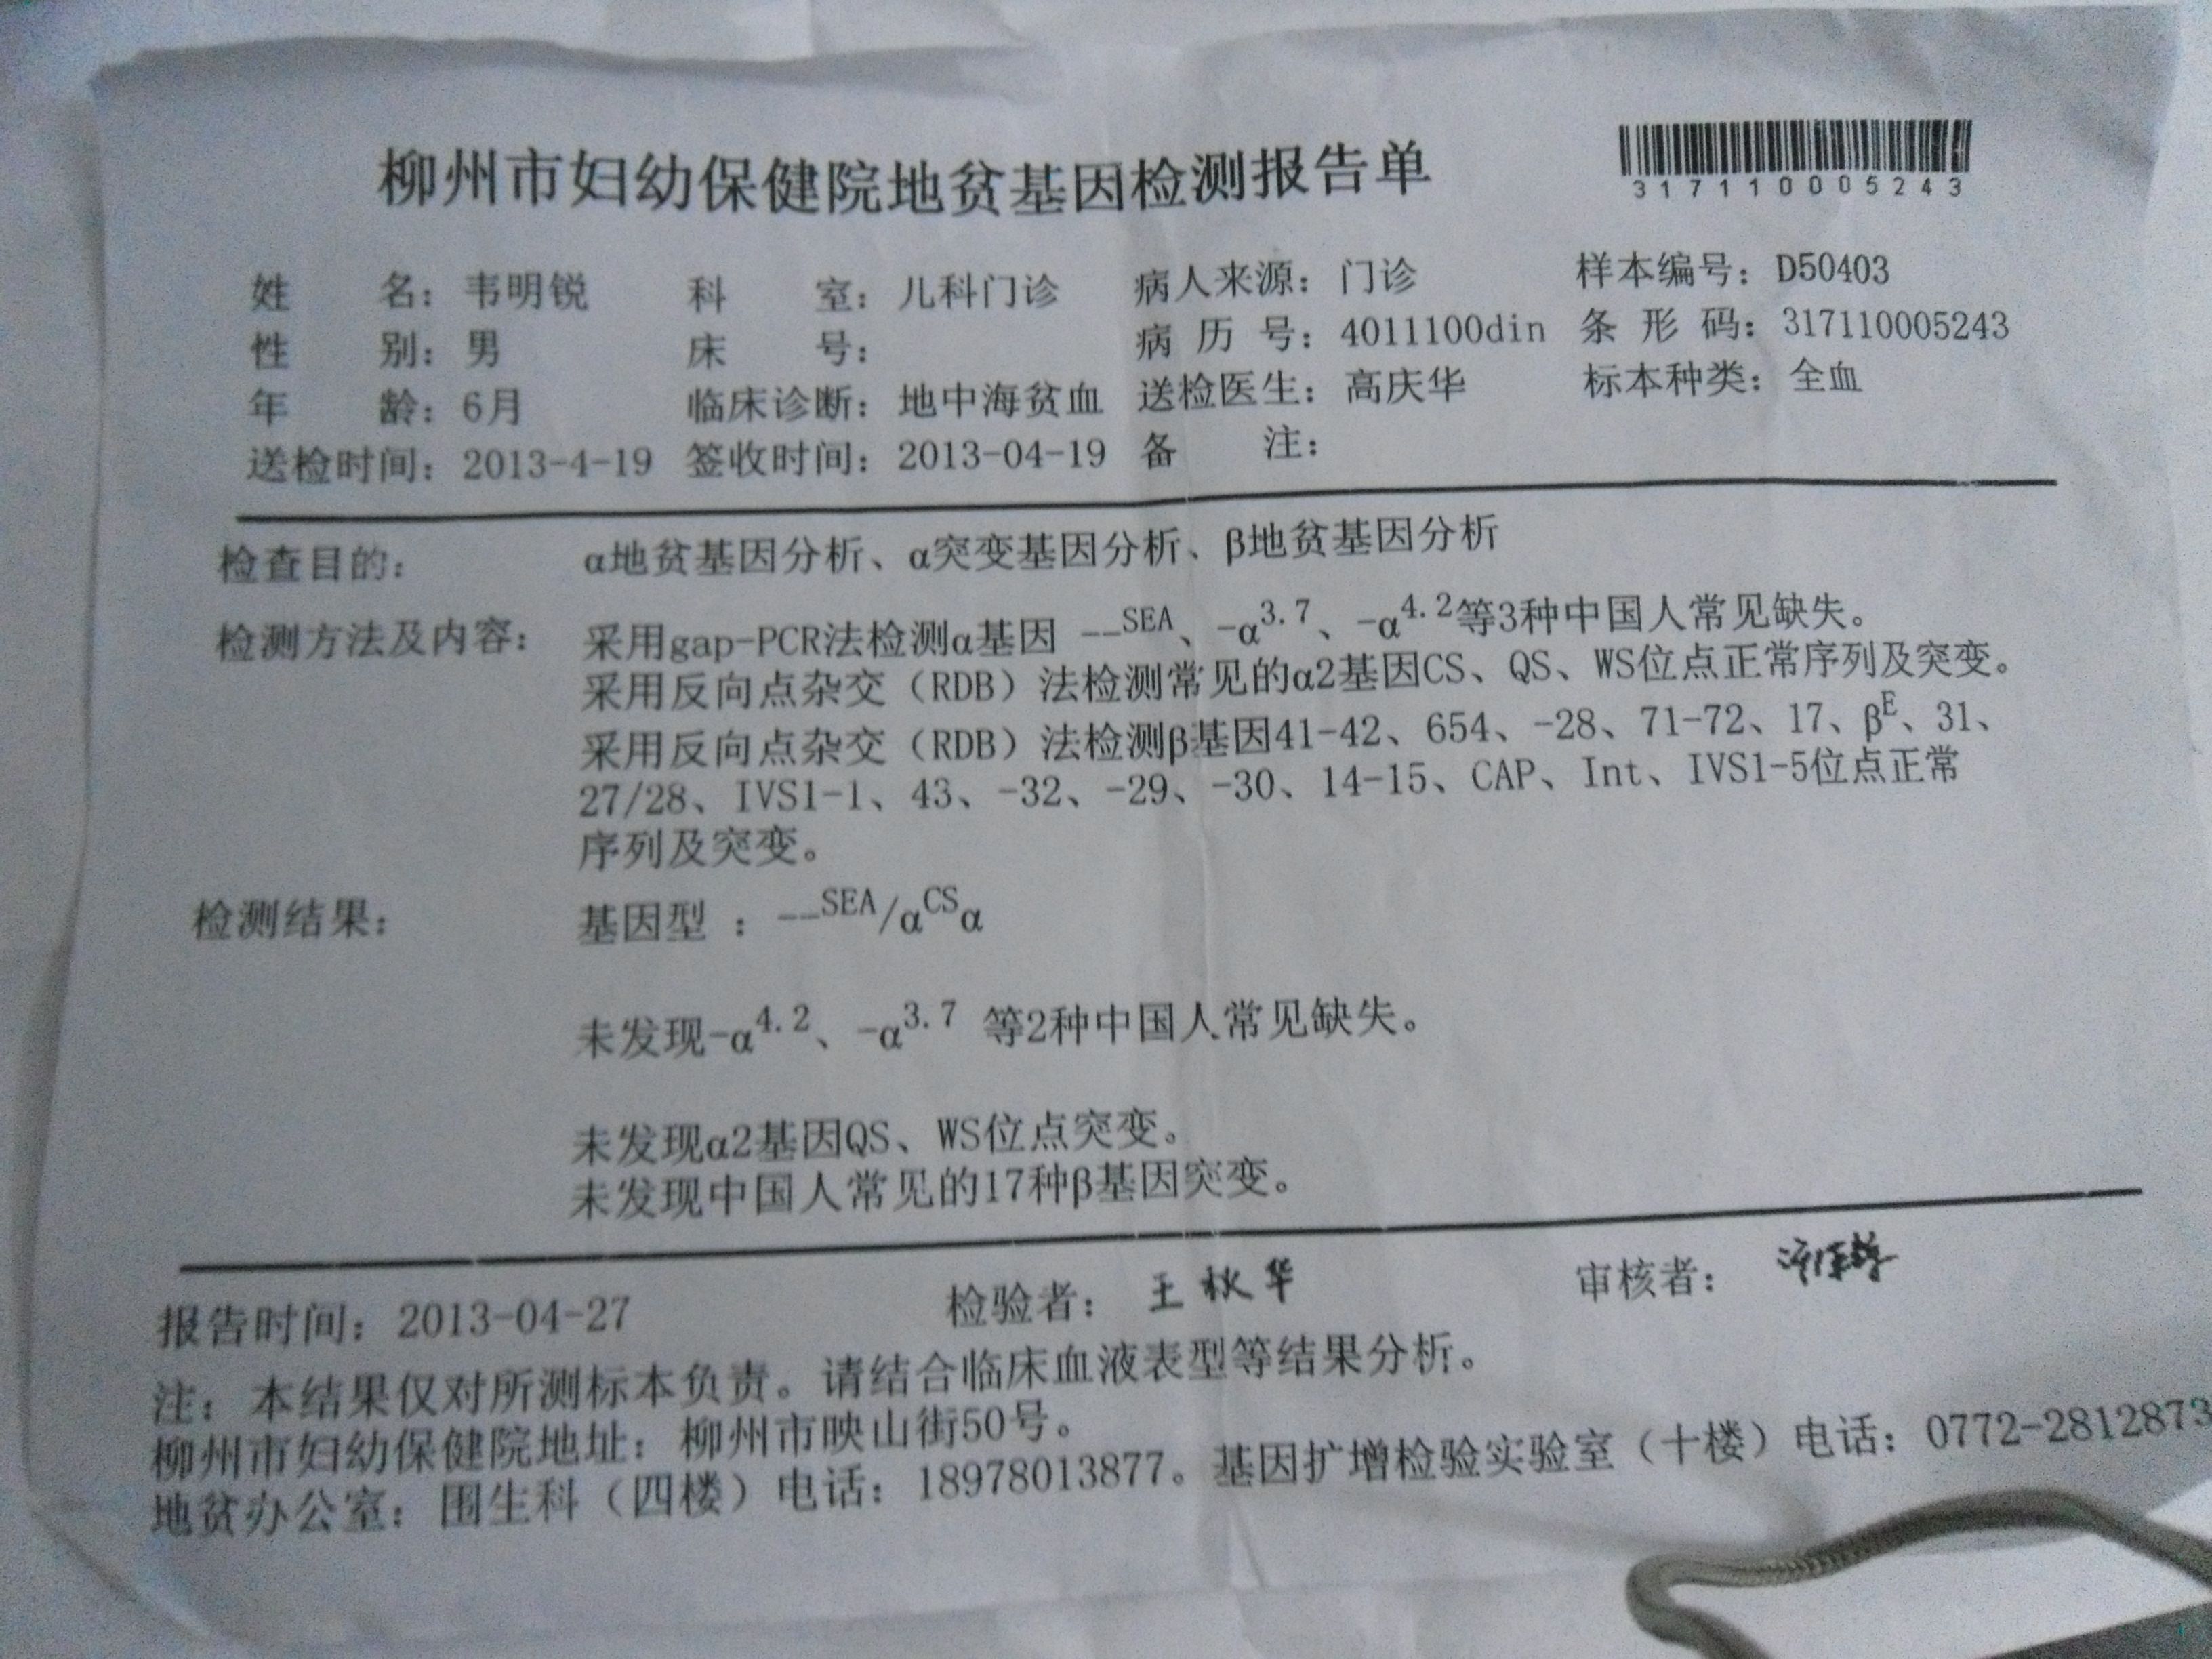 柳州市妇幼保健院地贫基因检测报告单
317110005243
姓 名：韦明锐 科 室：儿科门诊 病人来源：门诊 样本编号：D50403
性 别：男 床 号： 病 历 号：4011100din 条 形 码：317110005243
年 龄：6月 临床诊断：地中海贫血 送检医生：高庆华 标本种类：全血
送检时间：2013-4-19 签收时间：2013-04-19 备 注：
检查目的： α地贫基因分析、α突变基因分析、β地贫基因分析
检测方法及内容： 采用gap-PCR法检测α基因 --SEA、-α3.7、-α4.2等3种中国人常见缺失。
采用反向点杂交（RDB）法检测常见的α2基因CS、QS、WS位点正常序列及突变。
采用反向点杂交（RDB）法检测β基因41-42、654、-28、71-72、17、βE、31、
27/28、IVS1-1、43、-32、-29、-30、14-15、CAP、Int、IVS1-5位点正常
序列及突变。
检测结果： 基因型 ：--SEA/αCSα
未发现-α4.2、-α3.7 等2种中国人常见缺失。
未发现α2基因QS、WS位点突变。
未发现中国人常见的17种β基因突变。
报告时间：2013-04-27 检验者：王秋华 审核者：
注：本结果仅对所测标本负责。请结合临床血液表型等结果分析。
柳州市妇幼保健院地址：柳州市映山街50号。
地贫办公室：围生科（四楼）电话：18978013877。基因扩增检验实验室（十楼）电话：0772-2812873